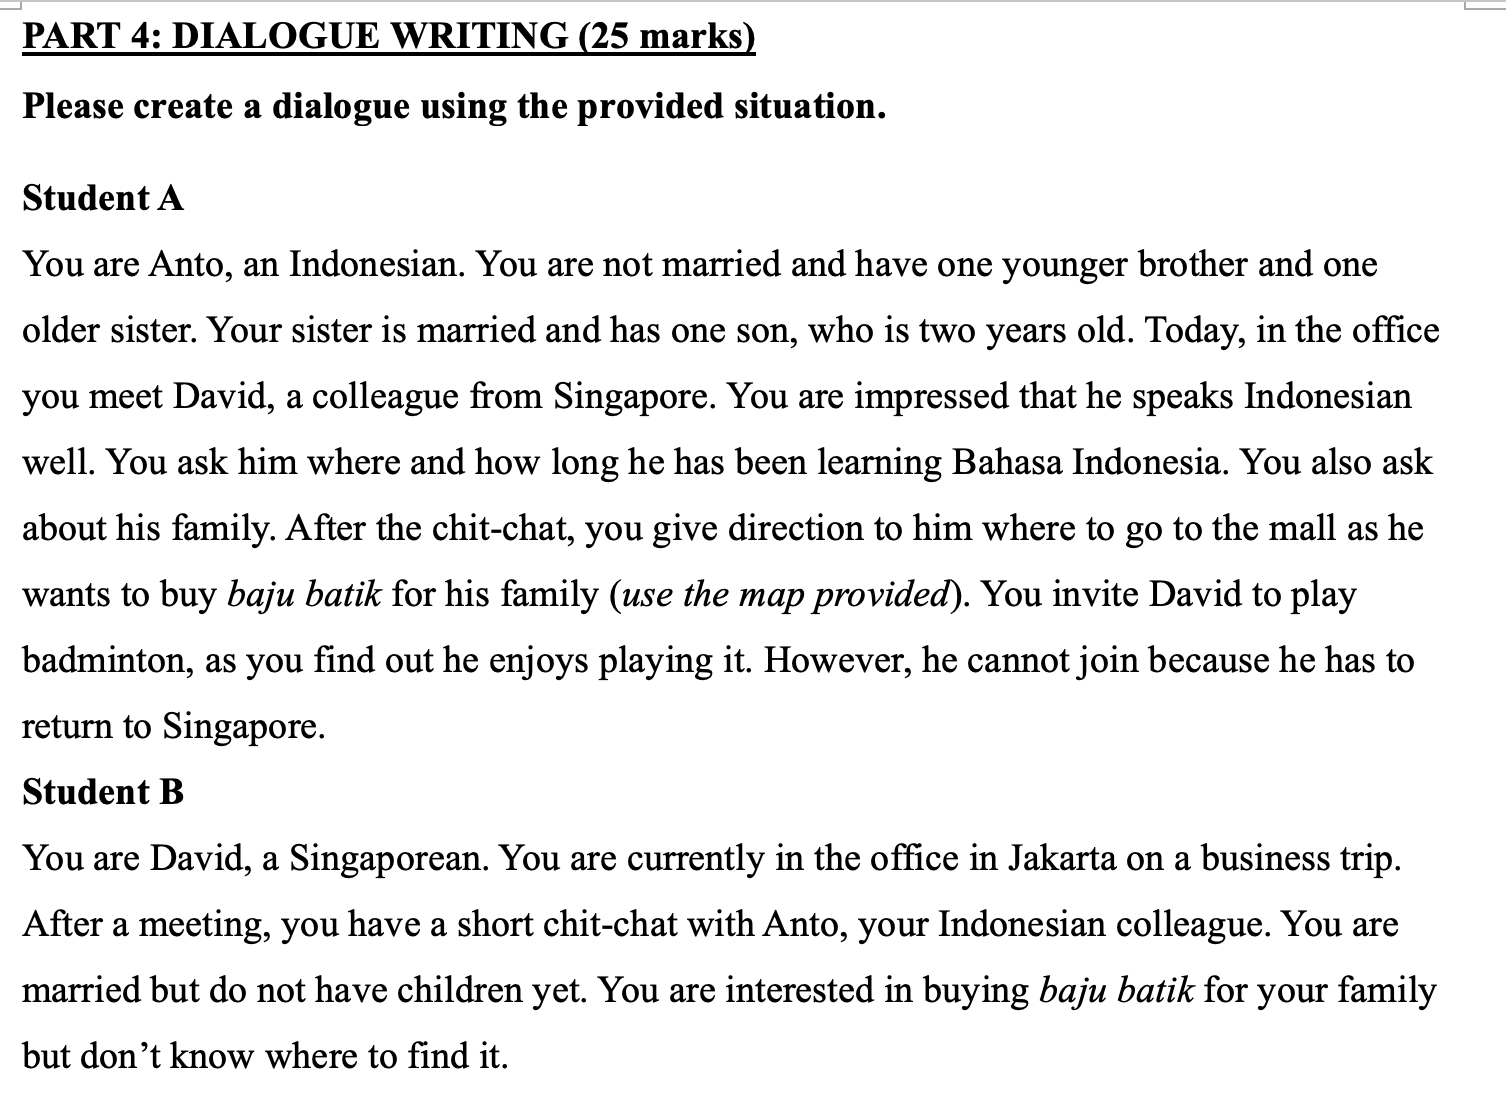 PART 4: DIALOGUE WRITING (25 marks)
Please create a dialogue using the provided situation.
Student A
You are Anto, an Indonesian. You are not married and have one younger brother and one
older sister. Your sister is married and has one son, who is two years old. Today, in the office
you meet David, a colleague from Singapore. You are impressed that he speaks Indonesian
well. You ask him where and how long he has been learning Bahasa Indonesia. You also ask
about his family. After the chit-chat, you give direction to him where to go to the mall as he
wants to buy baju batik for his family (use the map provided). You invite David to play
badminton, as you find out he enjoys playing it. However, he cannot join because he has to
return to Singapore.
Student B
You are David, a Singaporean. You are currently in the office in Jakarta on a business trip.
After a meeting, you have a short chit-chat with Anto, your Indonesian colleague. You are
married but do not have children yet. You are interested in buying baju batik for your family
but don’t know where to find it.